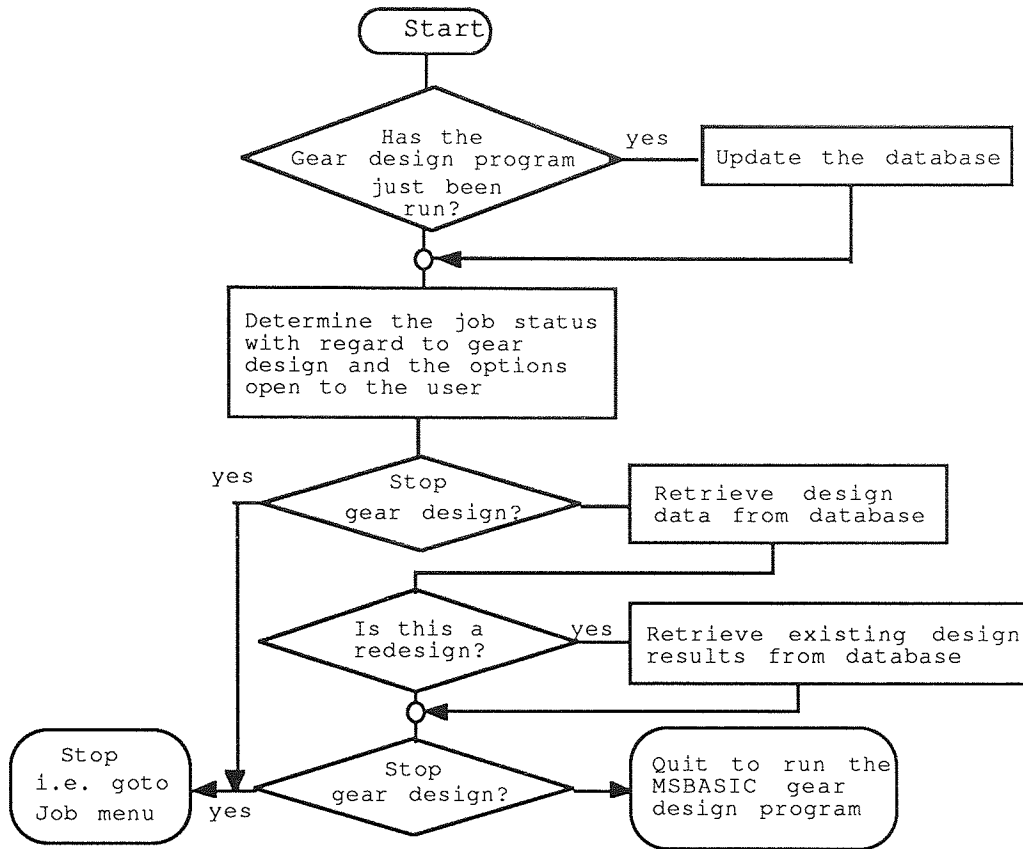 Start
Has the
Gear design program
just been
run?
yes
Update the database
Determine the job status
with regard to gear
design and the options
open to the user
yes
Stop
gear design?
Retrieve design
data from database
Is this a
redesign?
yes
Retrieve existing design
results from database
Stop
i.e. goto
Job menu
yes
Stop
gear design?
Quit to run the
MSBASIC gear
design program